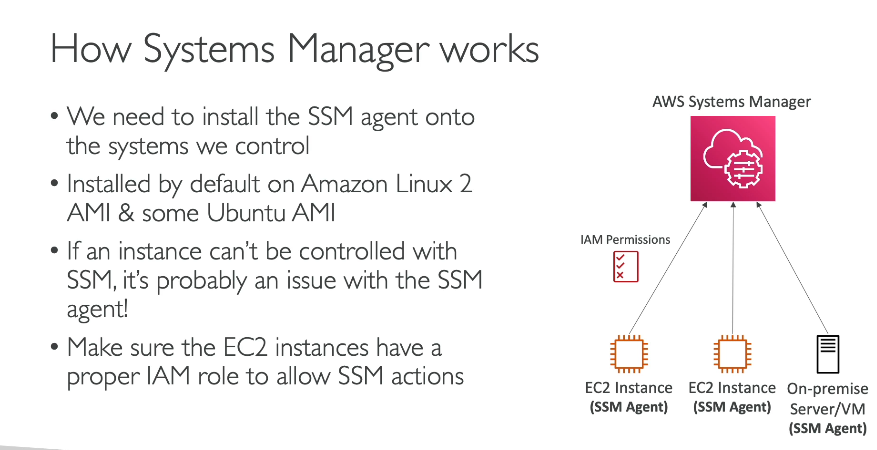 How Systems Manager works
• We need to install the SSM agent onto
the systems we control
• Installed by default on Amazon Linux 2
AMI & some Ubuntu AMI
• If an instance can't be controlled with
SSM, it's probably an issue with the SSM
agent!
• Make sure the EC2 instances have a
proper IAM role to allow SSM actions
AWS Systems Manager
IAM Permissions
EC2 Instance
(SSM Agent)
EC2 Instance
(SSM Agent)
On-premise
Server/VM
(SSM Agent)